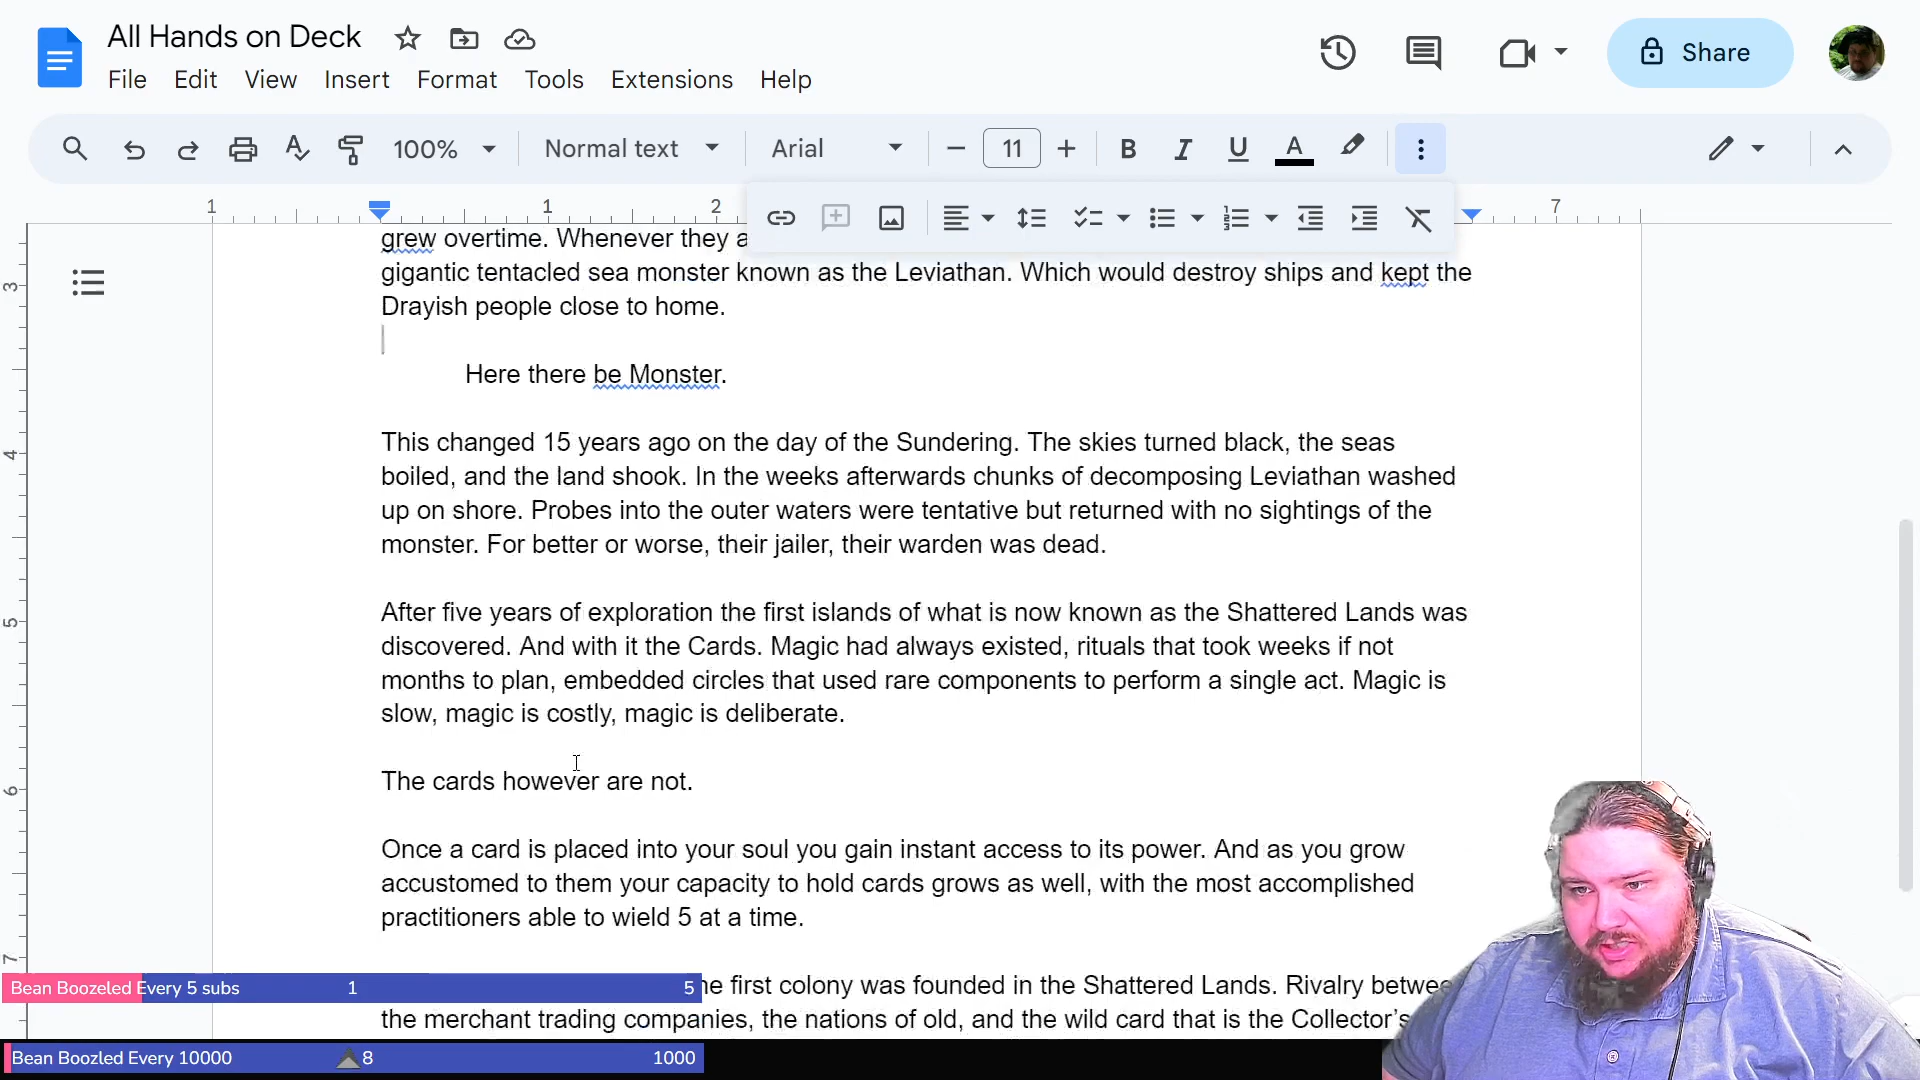 All Hands on Deck
Share
File Edit View Insert Format Tools Extensions Help
100% Normal text Arial 11 B I U A
1 1 2 7
grew overtime. Whenever they a
gigantic tentacled sea monster known as the Leviathan. Which would destroy ships and kept the
3
Drayish people close to home.
Here there be Monster.
This changed 15 years ago on the day of the Sundering. The skies turned black, the seas
4
boiled, and the land shook. In the weeks afterwards chunks of decomposing Leviathan washed
up on shore. Probes into the outer waters were tentative but returned with no sightings of the
monster. For better or worse, their jailer, their warden was dead.
After five years of exploration the first islands of what is now known as the Shattered Lands was
5
discovered. And with it the Cards. Magic had always existed, rituals that took weeks if not
months to plan, embedded circles that used rare components to perform a single act. Magic is
slow, magic is costly, magic is deliberate.
The cards however are not.
6
Once a card is placed into your soul you gain instant access to its power. And as you grow
accustomed to them your capacity to hold cards grows as well, with the most accomplished
practitioners able to wield 5 at a time.
7
he first colony was founded in the Shattered Lands. Rivalry betwee
the merchant trading companies, the nations of old, and the wild card that is the Collector's
Bean Boozeled Every 5 subs 1 5
Bean Boozled Every 10000 8 1000